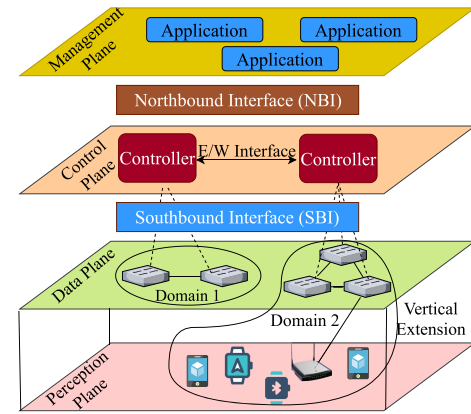 Application
Application
Application
Management
Plane
Northbound Interface (NBI)
Control
Plane
Controller
E/W Interface
Controller
Southbound Interface (SBI)
Data Plane
Domain 1
Domain 2
Vertical
Extension
Perception
Plane